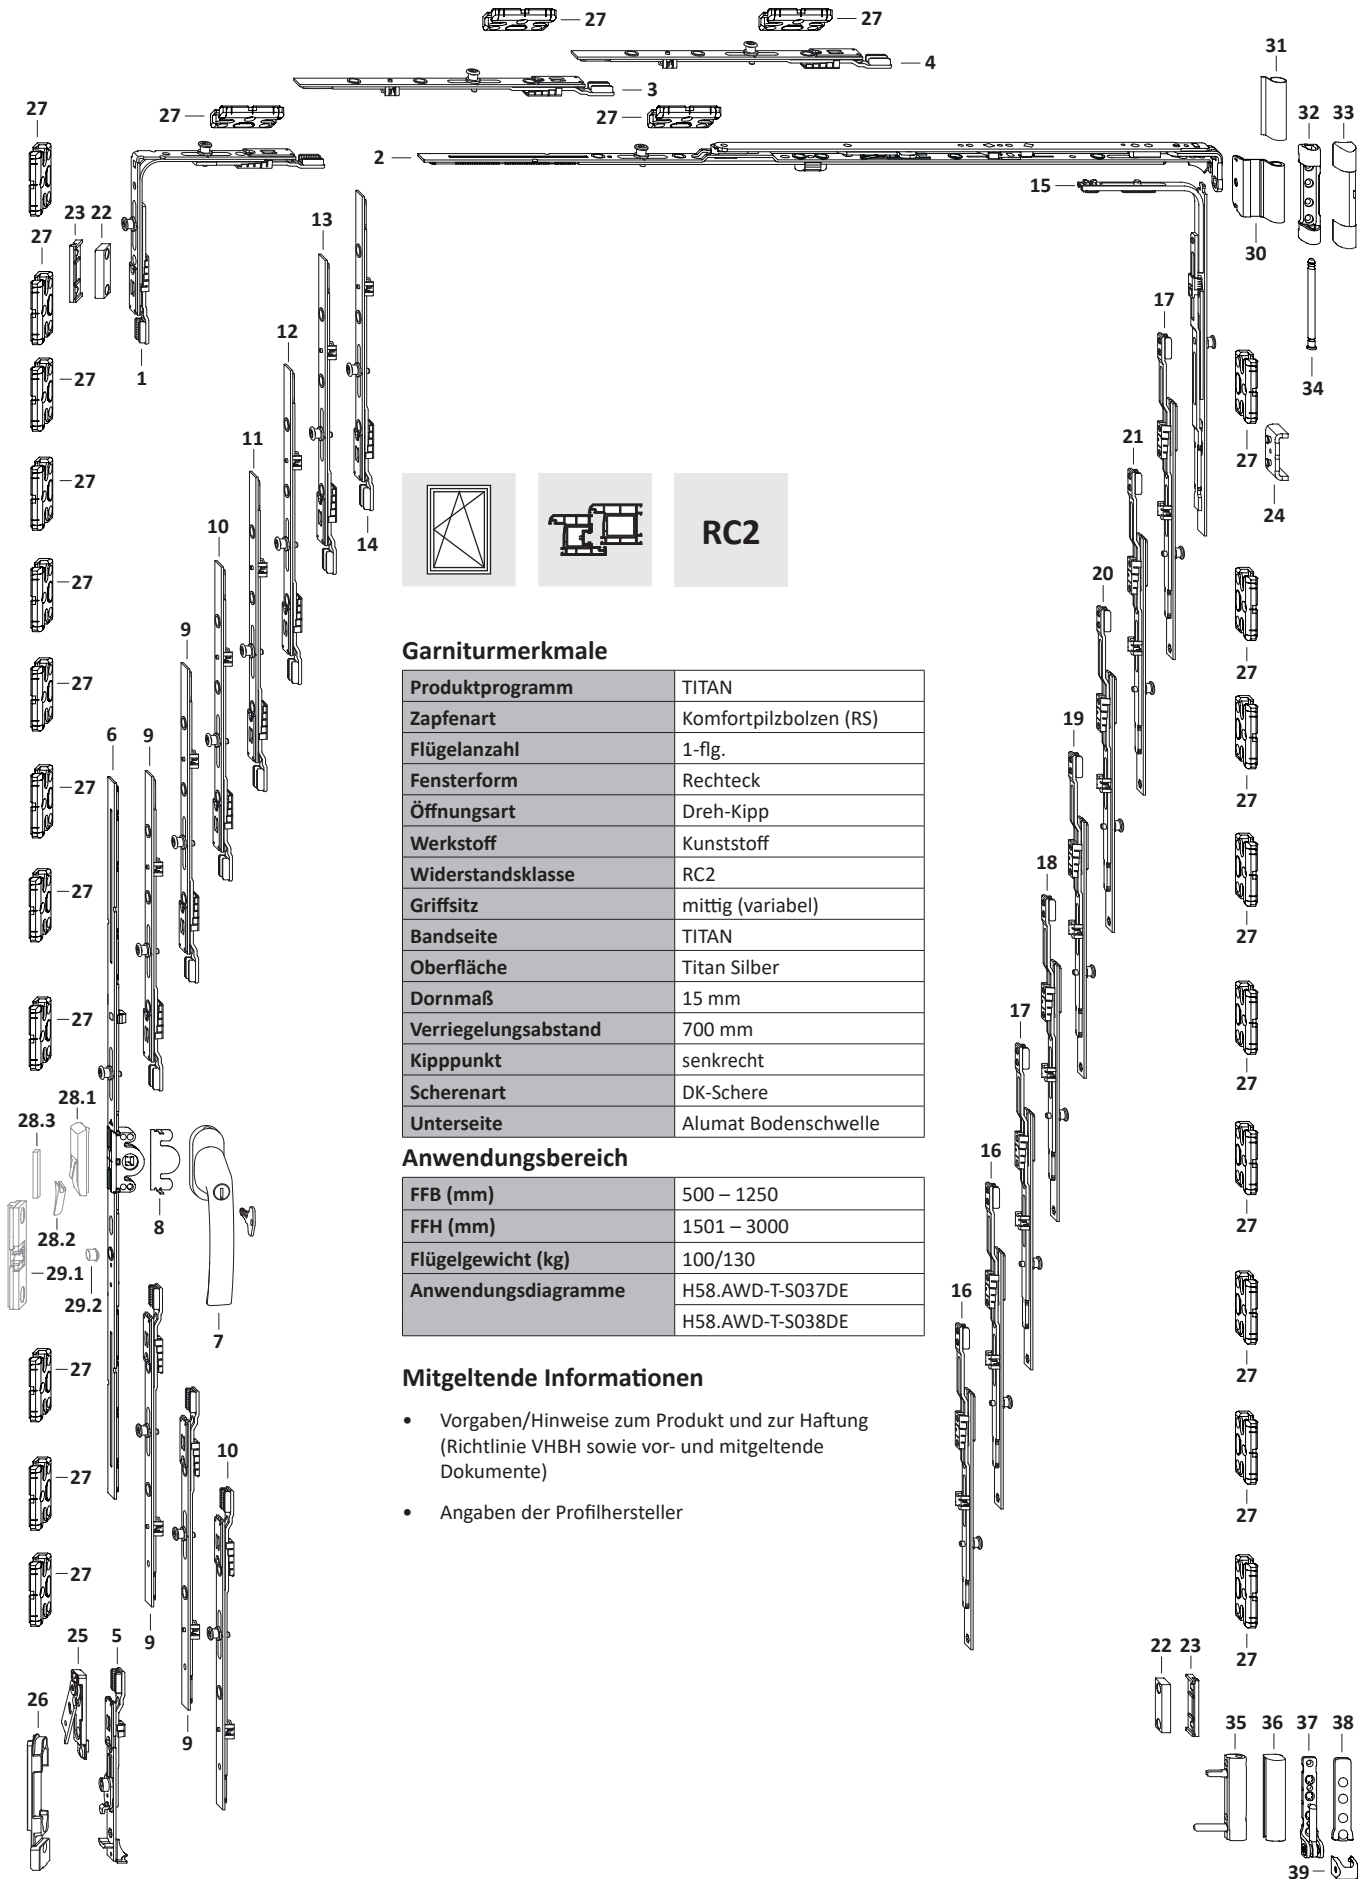 27
27
31
4
3
27
27
27
32
33
2
15
23
22
13
27
30
17
12
27
1
34
11
21
27
27
24
10
14
RC2
27
20
9
Garniturmerkmale
27
Produktprogramm TITAN
Zapfenart Komfortpilzbolzen (RS)
Flügelanzahl 1-flg.
Fensterform Rechteck
Öffnungsart Dreh-Kipp
Werkstoff Kunststoff
Widerstandsklasse RC2
Griffsitz mittig (variabel)
Bandseite TITAN
Oberfläche Titan Silber
Dornmaß 15 mm
Verriegelungsabstand 700 mm
Kipppunkt senkrecht
Scherenart DK-Schere
Unterseite Alumat Bodenschwelle
27
6
9
19
27
27
18
27
27
27
17
27
28.1
28.3
Anwendungsbereich
FFB (mm) 500 – 1250
FFH (mm) 1501 – 3000
Flügelgewicht (kg) 100/130
Anwendungsdiagramme H58.AWD-T-S037DE
H58.AWD-T-S038DE
16
8
28.2
29.1
29.2
27
16
7
27
27
Mitgeltende Informationen
• Vorgaben/Hinweise zum Produkt und zur Haftung
(Richtlinie VHBH sowie vor- und mitgeltende
Dokumente)
• Angaben der Profilhersteller
10
27
27
27
25
5
9
27
22
23
26
9
35
36
37
38
39